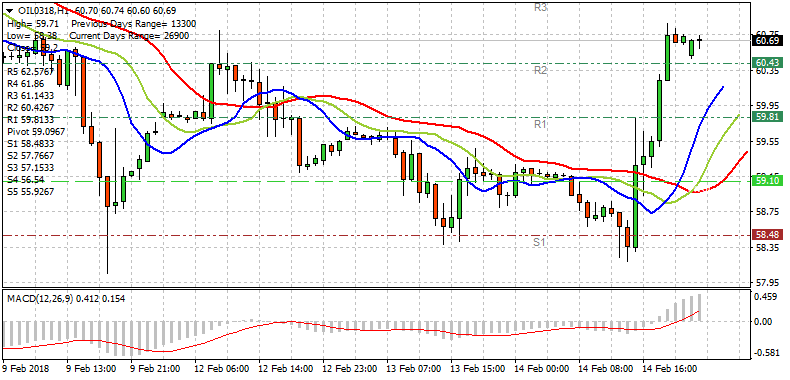 OIL0318,H1 60.70 60.74 60.60 60.69
High= 59.71 Previous Days Range= 13300
Low= 58.38 Current Days Range= 26900
R5 62.5767
R4 61.86
R3 61.1433
R2 60.4267
R1 59.8133
Pivot 59.0967
S1 58.4833
S2 57.7667
S3 57.1533
S4 56.54
S5 55.9267
R3
R2
R1
S1
60.69
60.43
60.35
59.95
59.81
59.55
59.10
58.75
58.48
58.35
57.95
MACD(12,26,9) 0.412 0.154
0.459
0.00
-0.581
9 Feb 2018
9 Feb 13:00
9 Feb 21:00
12 Feb 06:00
12 Feb 14:00
12 Feb 23:00
13 Feb 07:00
13 Feb 15:00
14 Feb 00:00
14 Feb 08:00
14 Feb 16:00